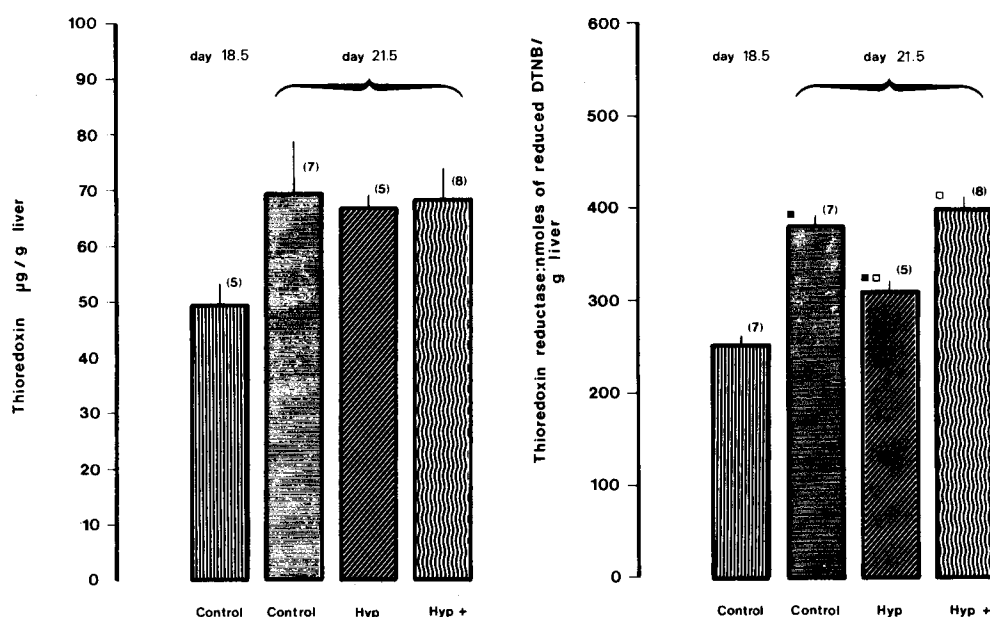 100
90
80
70
60
50
40
30
20
10
0
Thioredoxin µg / g liver
day 18.5
day 21.5
(5)
(7)
(5)
(8)
Control
Control
Hyp
Hyp +
600
500
400
300
200
100
0
Thioredoxin reductase:nmoles of reduced DTNB/
g liver
day 18.5
day 21.5
(7)
(7)
(5)
(8)
Control
Control
Hyp
Hyp +